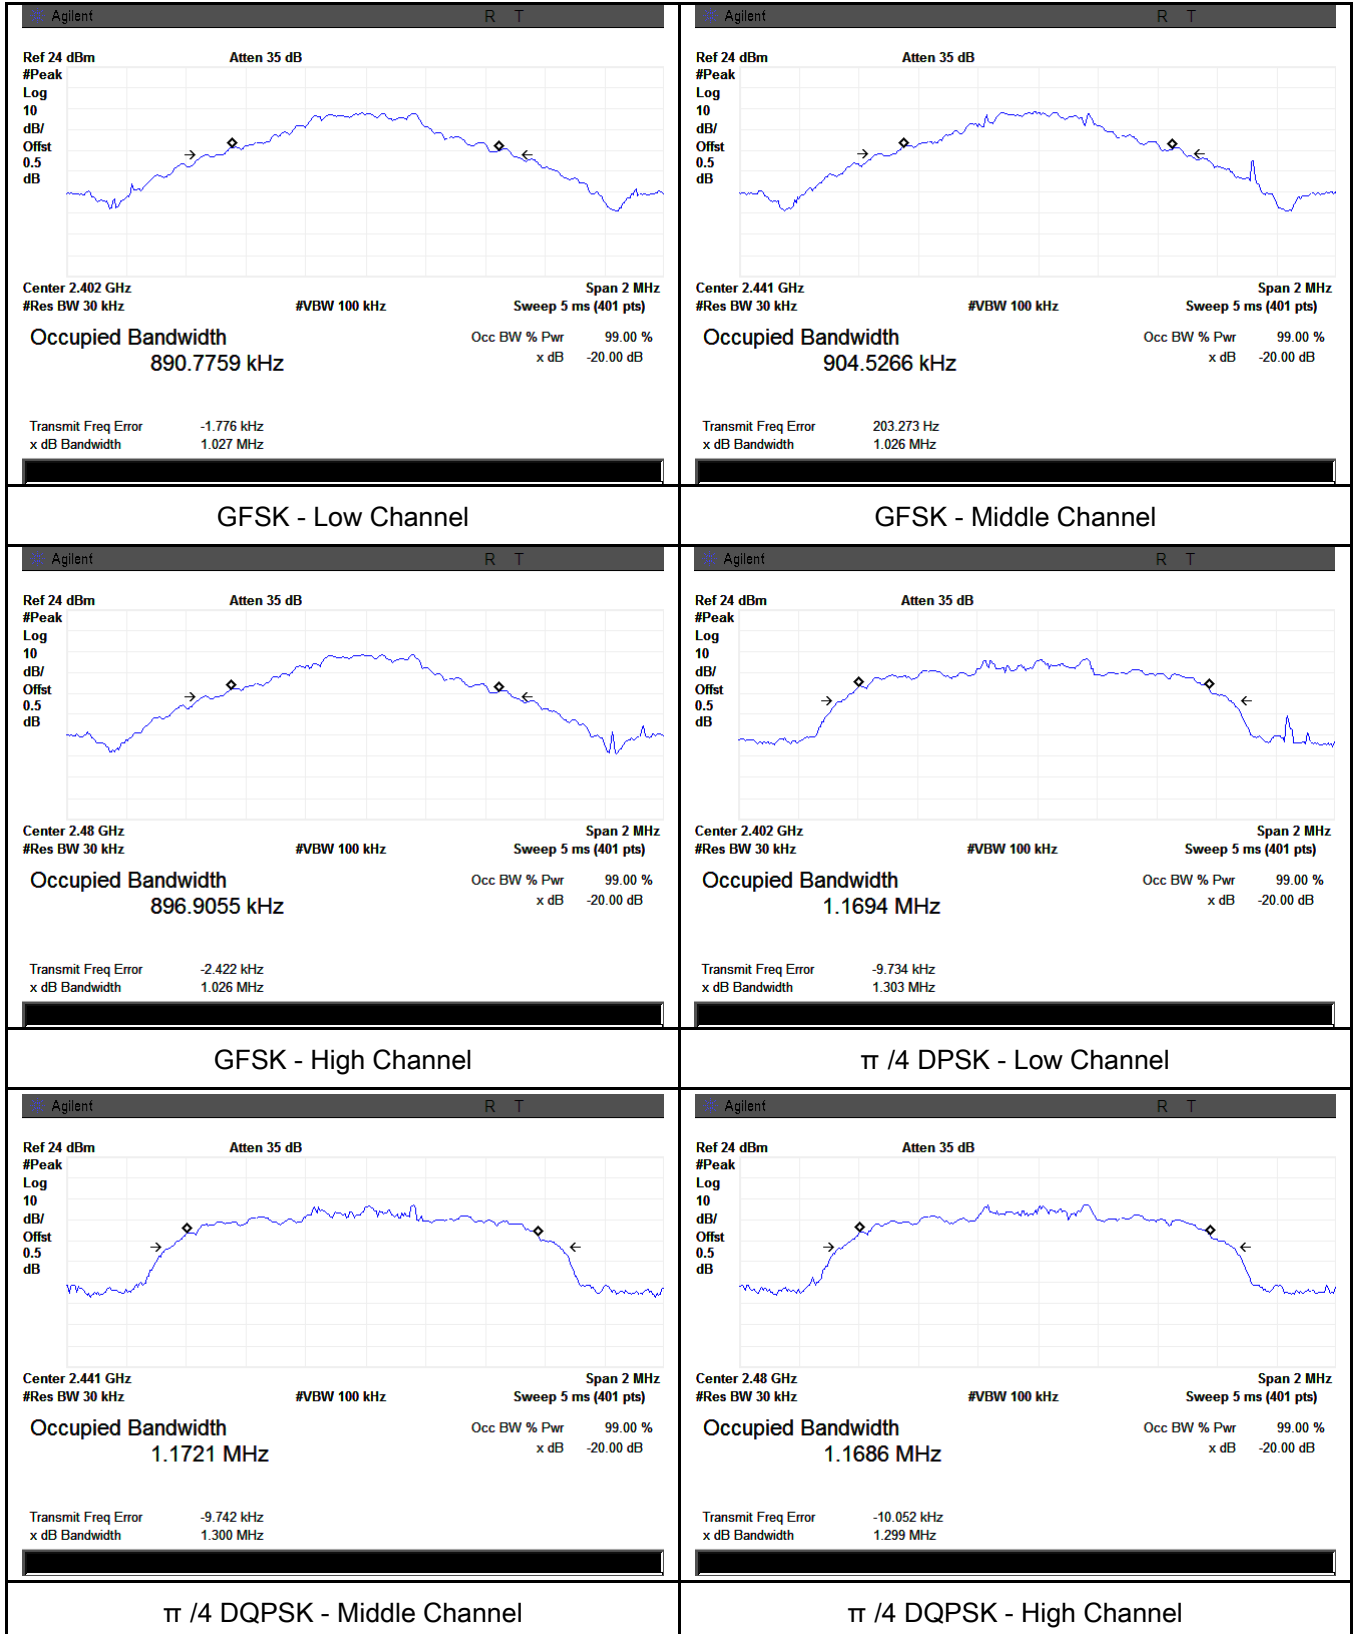 Agilent R T
Ref 24 dBm Atten 35 dB
#Peak
Log
10
dB/
Offst
0.5
dB
Center 2.402 GHz Span 2 MHz
#Res BW 30 kHz #VBW 100 kHz Sweep 5 ms (401 pts)
Occupied Bandwidth Occ BW % Pwr 99.00 %
890.7759 kHz x dB -20.00 dB
Transmit Freq Error -1.776 kHz
x dB Bandwidth 1.027 MHz
GFSK - Low Channel
Agilent R T
Ref 24 dBm Atten 35 dB
#Peak
Log
10
dB/
Offst
0.5
dB
Center 2.441 GHz Span 2 MHz
#Res BW 30 kHz #VBW 100 kHz Sweep 5 ms (401 pts)
Occupied Bandwidth Occ BW % Pwr 99.00 %
904.5266 kHz x dB -20.00 dB
Transmit Freq Error 203.273 Hz
x dB Bandwidth 1.026 MHz
GFSK - Middle Channel
Agilent R T
Ref 24 dBm Atten 35 dB
#Peak
Log
10
dB/
Offst
0.5
dB
Center 2.48 GHz Span 2 MHz
#Res BW 30 kHz #VBW 100 kHz Sweep 5 ms (401 pts)
Occupied Bandwidth Occ BW % Pwr 99.00 %
896.9055 kHz x dB -20.00 dB
Transmit Freq Error -2.422 kHz
x dB Bandwidth 1.026 MHz
GFSK - High Channel
Agilent R T
Ref 24 dBm Atten 35 dB
#Peak
Log
10
dB/
Offst
0.5
dB
Center 2.402 GHz Span 2 MHz
#Res BW 30 kHz #VBW 100 kHz Sweep 5 ms (401 pts)
Occupied Bandwidth Occ BW % Pwr 99.00 %
1.1694 MHz x dB -20.00 dB
Transmit Freq Error -9.734 kHz
x dB Bandwidth 1.303 MHz
π /4 DPSK - Low Channel
Agilent R T
Ref 24 dBm Atten 35 dB
#Peak
Log
10
dB/
Offst
0.5
dB
Center 2.441 GHz Span 2 MHz
#Res BW 30 kHz #VBW 100 kHz Sweep 5 ms (401 pts)
Occupied Bandwidth Occ BW % Pwr 99.00 %
1.1721 MHz x dB -20.00 dB
Transmit Freq Error -9.742 kHz
x dB Bandwidth 1.300 MHz
π /4 DQPSK - Middle Channel
Agilent R T
Ref 24 dBm Atten 35 dB
#Peak
Log
10
dB/
Offst
0.5
dB
Center 2.48 GHz Span 2 MHz
#Res BW 30 kHz #VBW 100 kHz Sweep 5 ms (401 pts)
Occupied Bandwidth Occ BW % Pwr 99.00 %
1.1686 MHz x dB -20.00 dB
Transmit Freq Error -10.052 kHz
x dB Bandwidth 1.299 MHz
π /4 DQPSK - High Channel